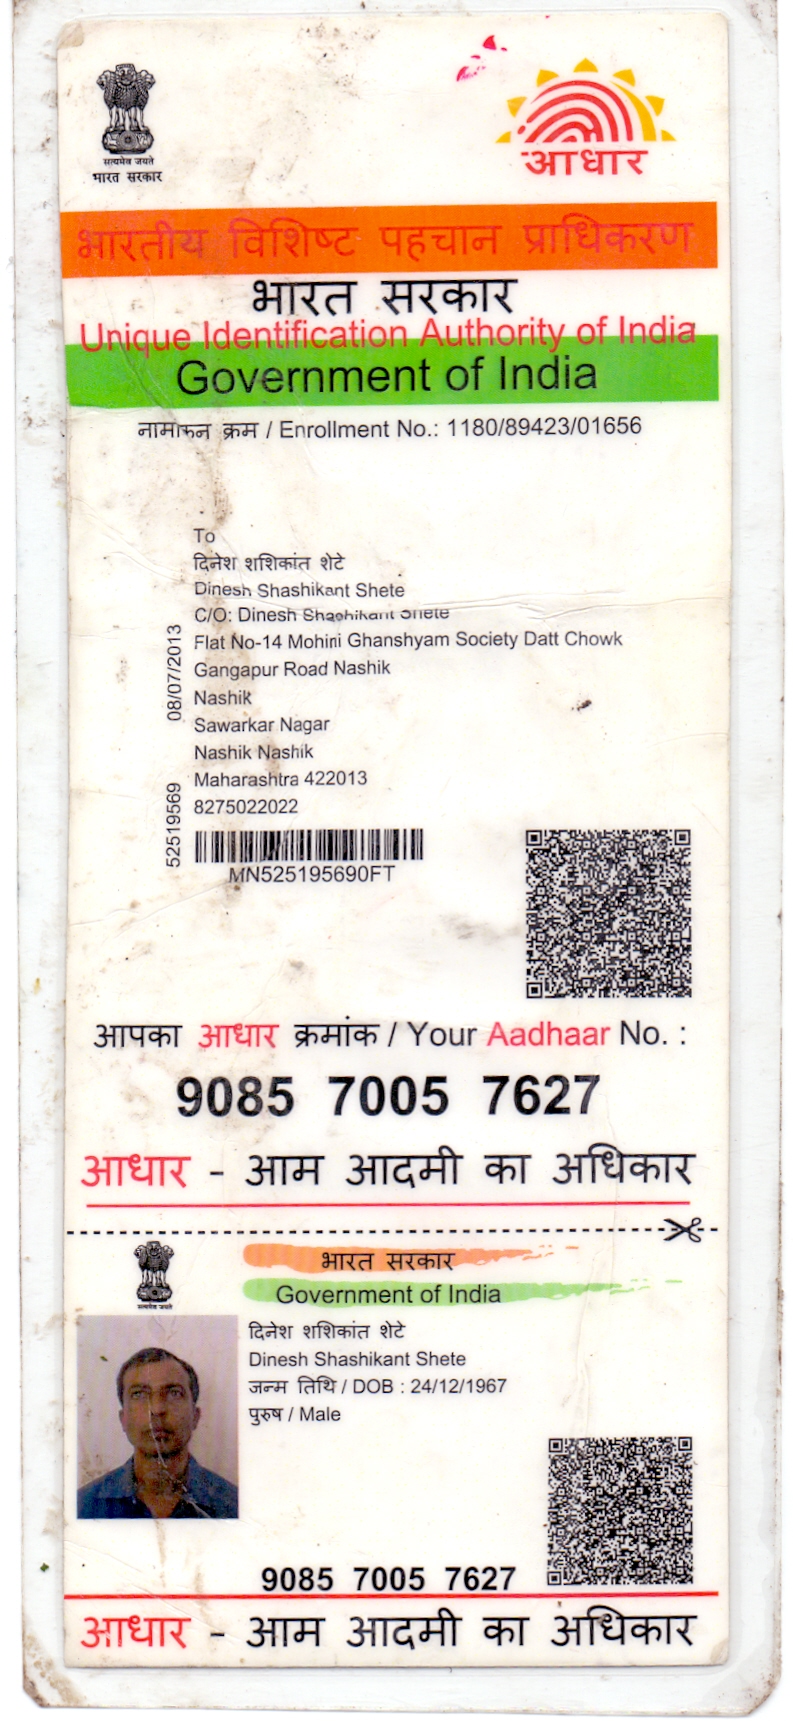 सत्यमेव जयते
भारत सरकार
आधार
भारतीय विशिष्ट पहचान प्राधिकरण
भारत सरकार
Unique Identification Authority of India
Government of India
नामांकन क्रम / Enrollment No.: 1180/89423/01656
To
दिनेश शशिकांत शेटे
Dinesh Shashikant Shete
C/O: Dinesh Shashikant Shete
Flat No-14 Mohini Ghanshyam Society Datt Chowk
Gangapur Road Nashik
Nashik
Sawarkar Nagar
Nashik Nashik
Maharashtra 422013
8275022022
08/07/2013
52519569
MN525195690FT
आपका आधार क्रमांक / Your Aadhaar No. :
9085 7005 7627
आधार - आम आदमी का अधिकार
भारत सरकार
सत्यमेव जयते
Government of India
दिनेश शशिकांत शेटे
Dinesh Shashikant Shete
जन्म तिथि / DOB : 24/12/1967
पुरुष / Male
9085 7005 7627
आधार - आम आदमी का अधिकार